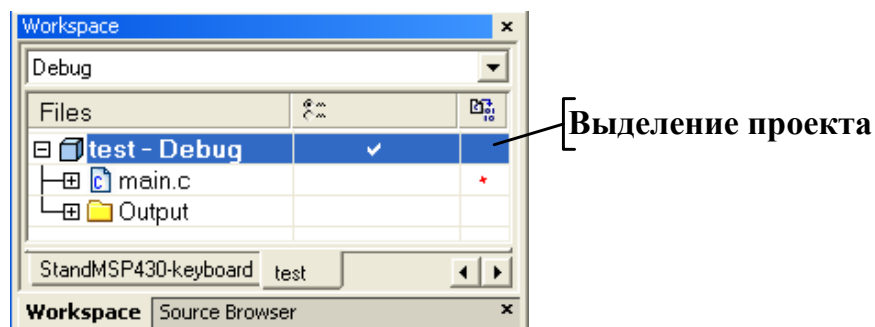 Workspace
Debug
Files
test - Debug
Выделение проекта
main.c
Output
StandMSP430-keyboard test
Workspace Source Browser